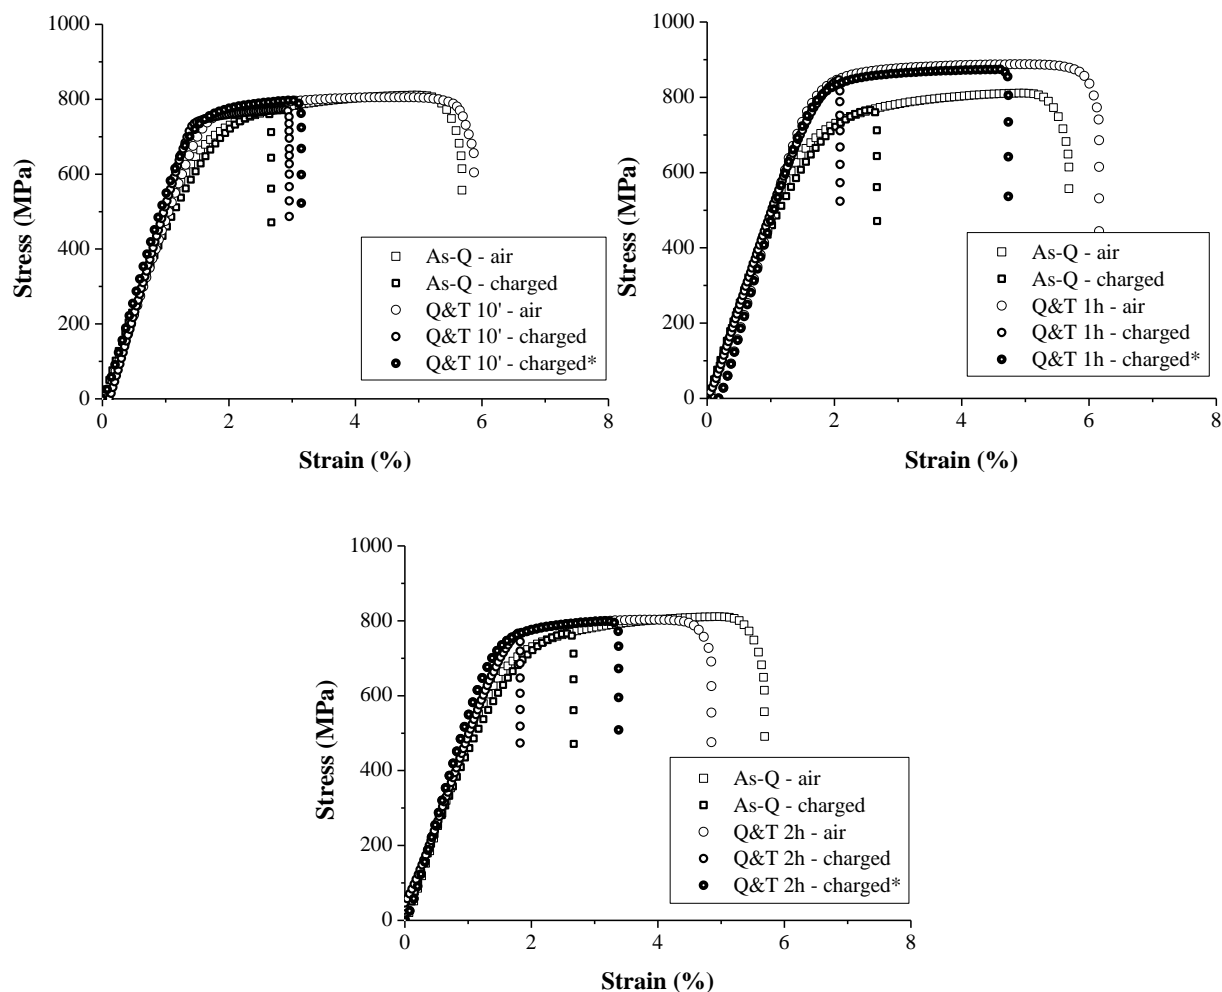 1000
800
600
400
200
0
0
2
4
6
8
Stress (MPa)
Strain (%)
As-Q - air
As-Q - charged
Q&T 10' - air
Q&T 10' - charged
Q&T 10' - charged*
1000
800
600
400
200
0
0
2
4
6
8
Stress (MPa)
Strain (%)
As-Q - air
As-Q - charged
Q&T 1h - air
Q&T 1h - charged
Q&T 1h - charged*
1000
800
600
400
200
0
0
2
4
6
8
Stress (MPa)
Strain (%)
As-Q - air
As-Q - charged
Q&T 2h - air
Q&T 2h - charged
Q&T 2h - charged*